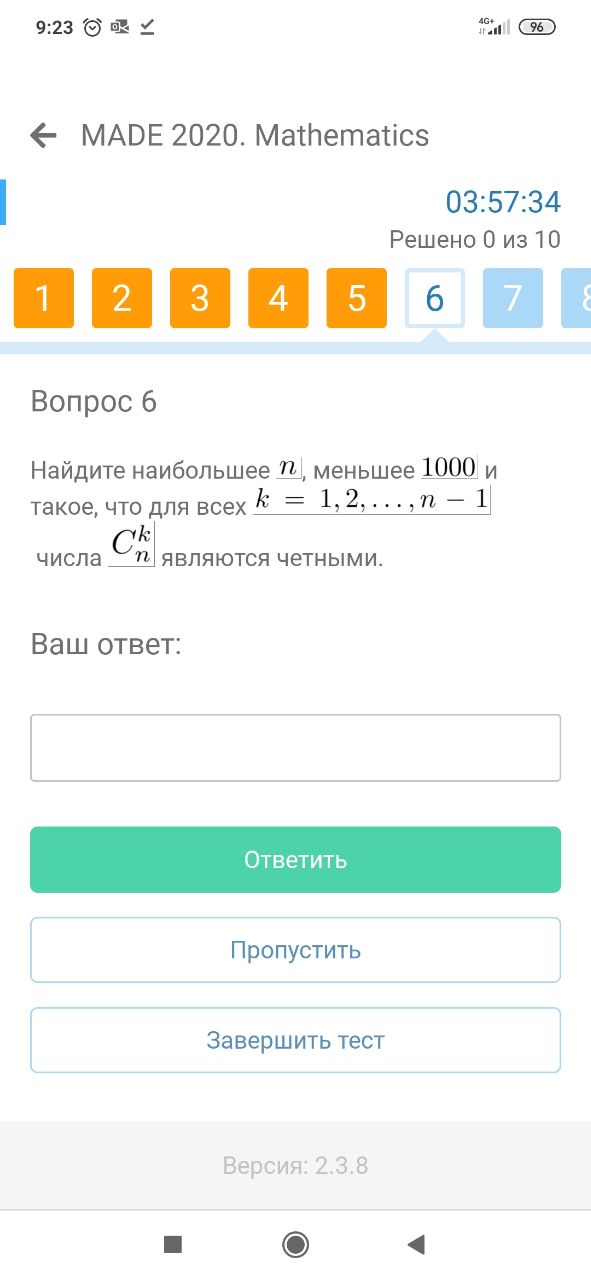 9:23 4G+ 96
MADE 2020. Mathematics
03:57:34
Решено 0 из 10
1 2 3 4 5 6 7 8
Вопрос 6
Найдите наибольшее n, меньшее 1000 и
такое, что для всех k = 1, 2, . . . , n − 1
числа C_n^k являются четными.
Ваш ответ:
Ответить
Пропустить
Завершить тест
Версия: 2.3.8